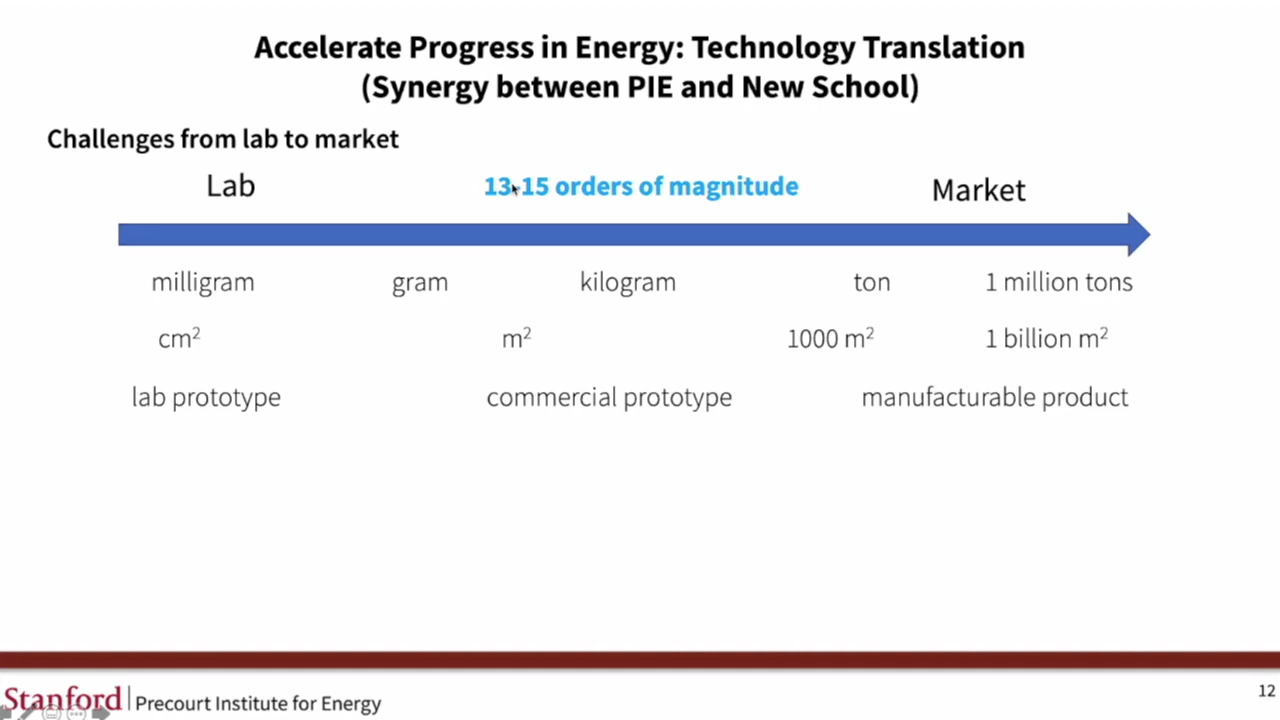 Accelerate Progress in Energy: Technology Translation
(Synergy between PIE and New School)
Challenges from lab to market
Lab 13-15 orders of magnitude Market
milligram gram kilogram ton 1 million tons
cm² m² 1000 m² 1 billion m²
lab prototype commercial prototype manufacturable product
Stanford | Precourt Institute for Energy
12